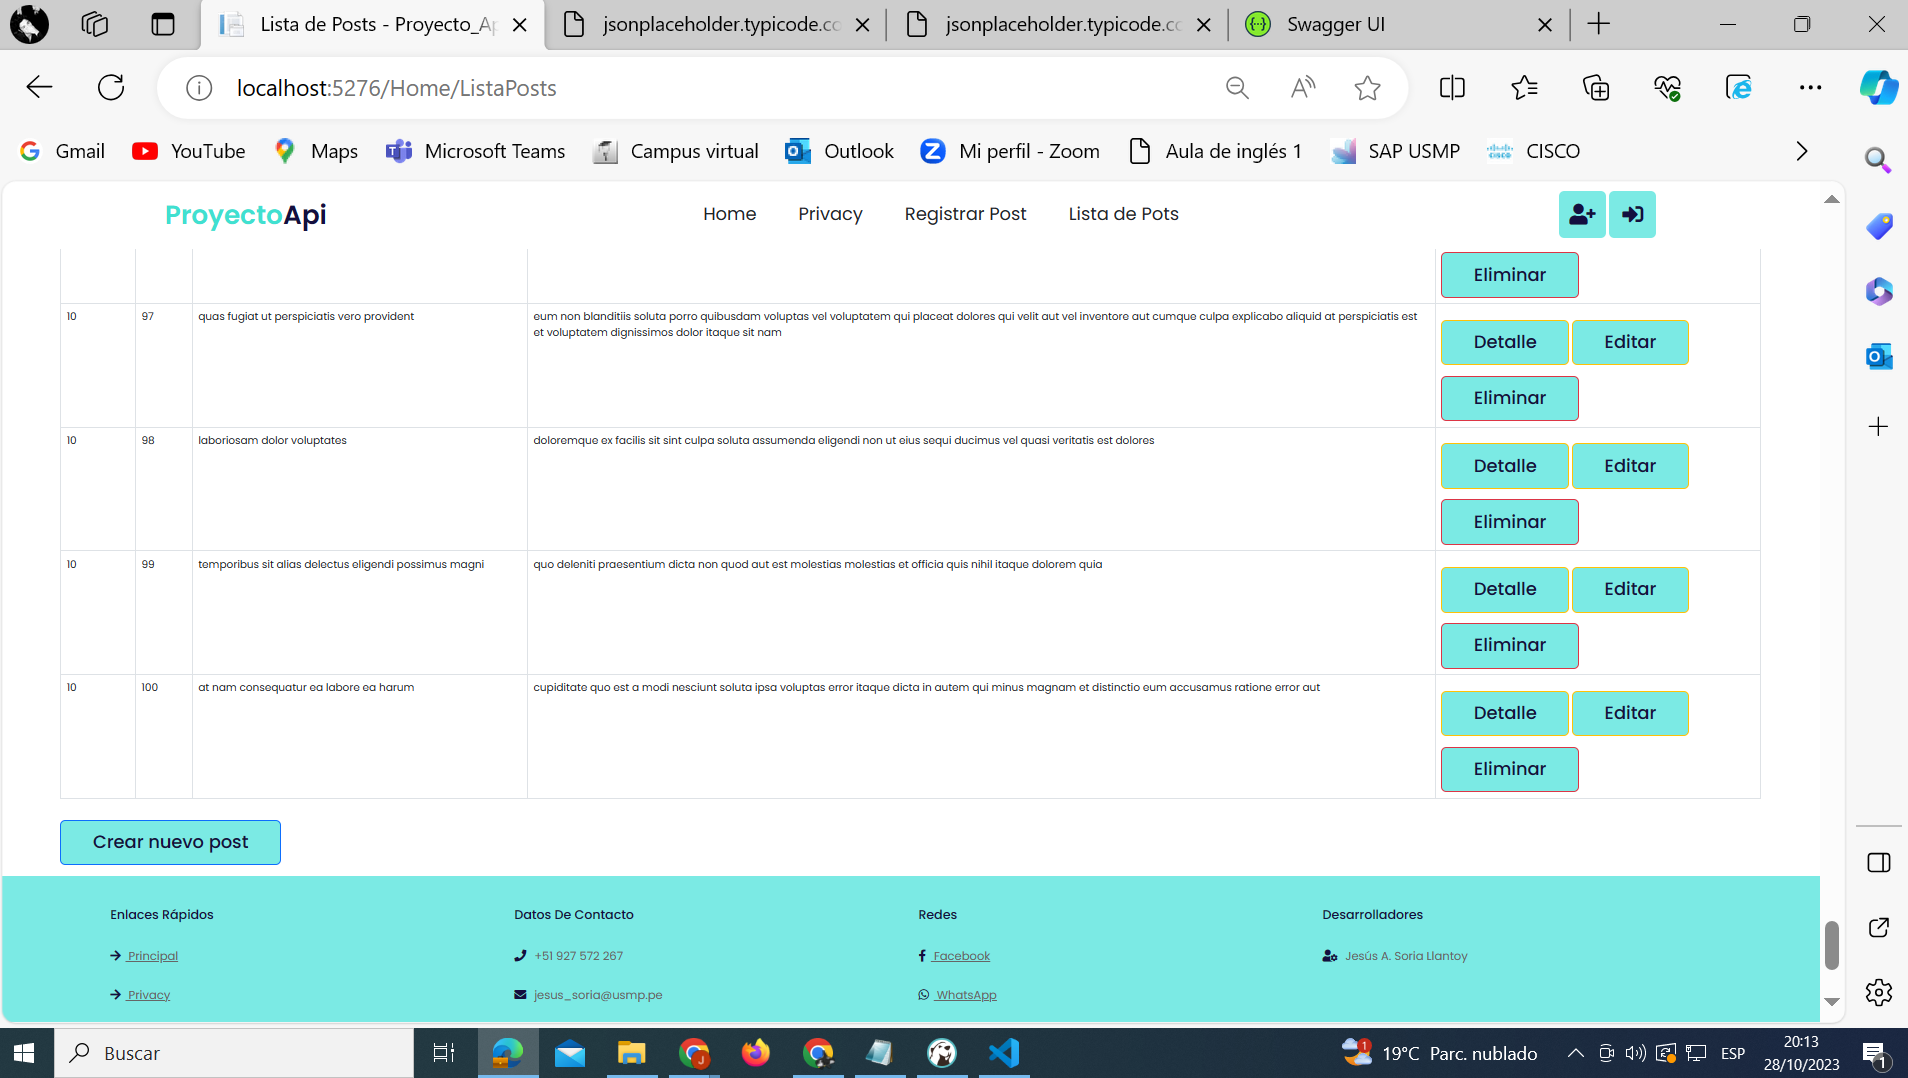 Lista de Posts - Proyecto_Ap
jsonplaceholder.typicode.co
jsonplaceholder.typicode.co
Swagger UI
localhost:5276/Home/ListaPosts
Gmail
YouTube
Maps
Microsoft Teams
Campus virtual
Outlook
Mi perfil - Zoom
Aula de inglés 1
SAP USMP
CISCO
ProyectoApi
Home
Privacy
Registrar Post
Lista de Pots
Eliminar
10
97
quas fugiat ut perspiciatis vero provident
eum non blanditiis soluta porro quibusdam voluptas vel voluptatem qui placeat dolores qui velit aut vel inventore aut cumque culpa explicabo aliquid at perspiciatis est
et voluptatem dignissimos dolor itaque sit nam
Detalle
Editar
Eliminar
10
98
laboriosam dolor voluptates
doloremque ex facilis sit sint culpa soluta assumenda eligendi non ut eius sequi ducimus vel quasi veritatis est dolores
Detalle
Editar
Eliminar
10
99
temporibus sit alias delectus eligendi possimus magni
quo deleniti praesentium dicta non quod aut est molestias molestias et officia quis nihil itaque dolorem quia
Detalle
Editar
Eliminar
10
100
at nam consequatur ea labore ea harum
cupiditate quo est a modi nesciunt soluta ipsa voluptas error itaque dicta in autem qui minus magnam et distinctio eum accusamus ratione error aut
Detalle
Editar
Eliminar
Crear nuevo post
Enlaces Rápidos
Datos De Contacto
Redes
Desarrolladores
Principal
+51 927 572 267
Facebook
Jesús A. Soria Llantoy
Privacy
jesus_soria@usmp.pe
WhatsApp
Buscar
1
19°C Parc. nublado
ESP
20:13
28/10/2023
1